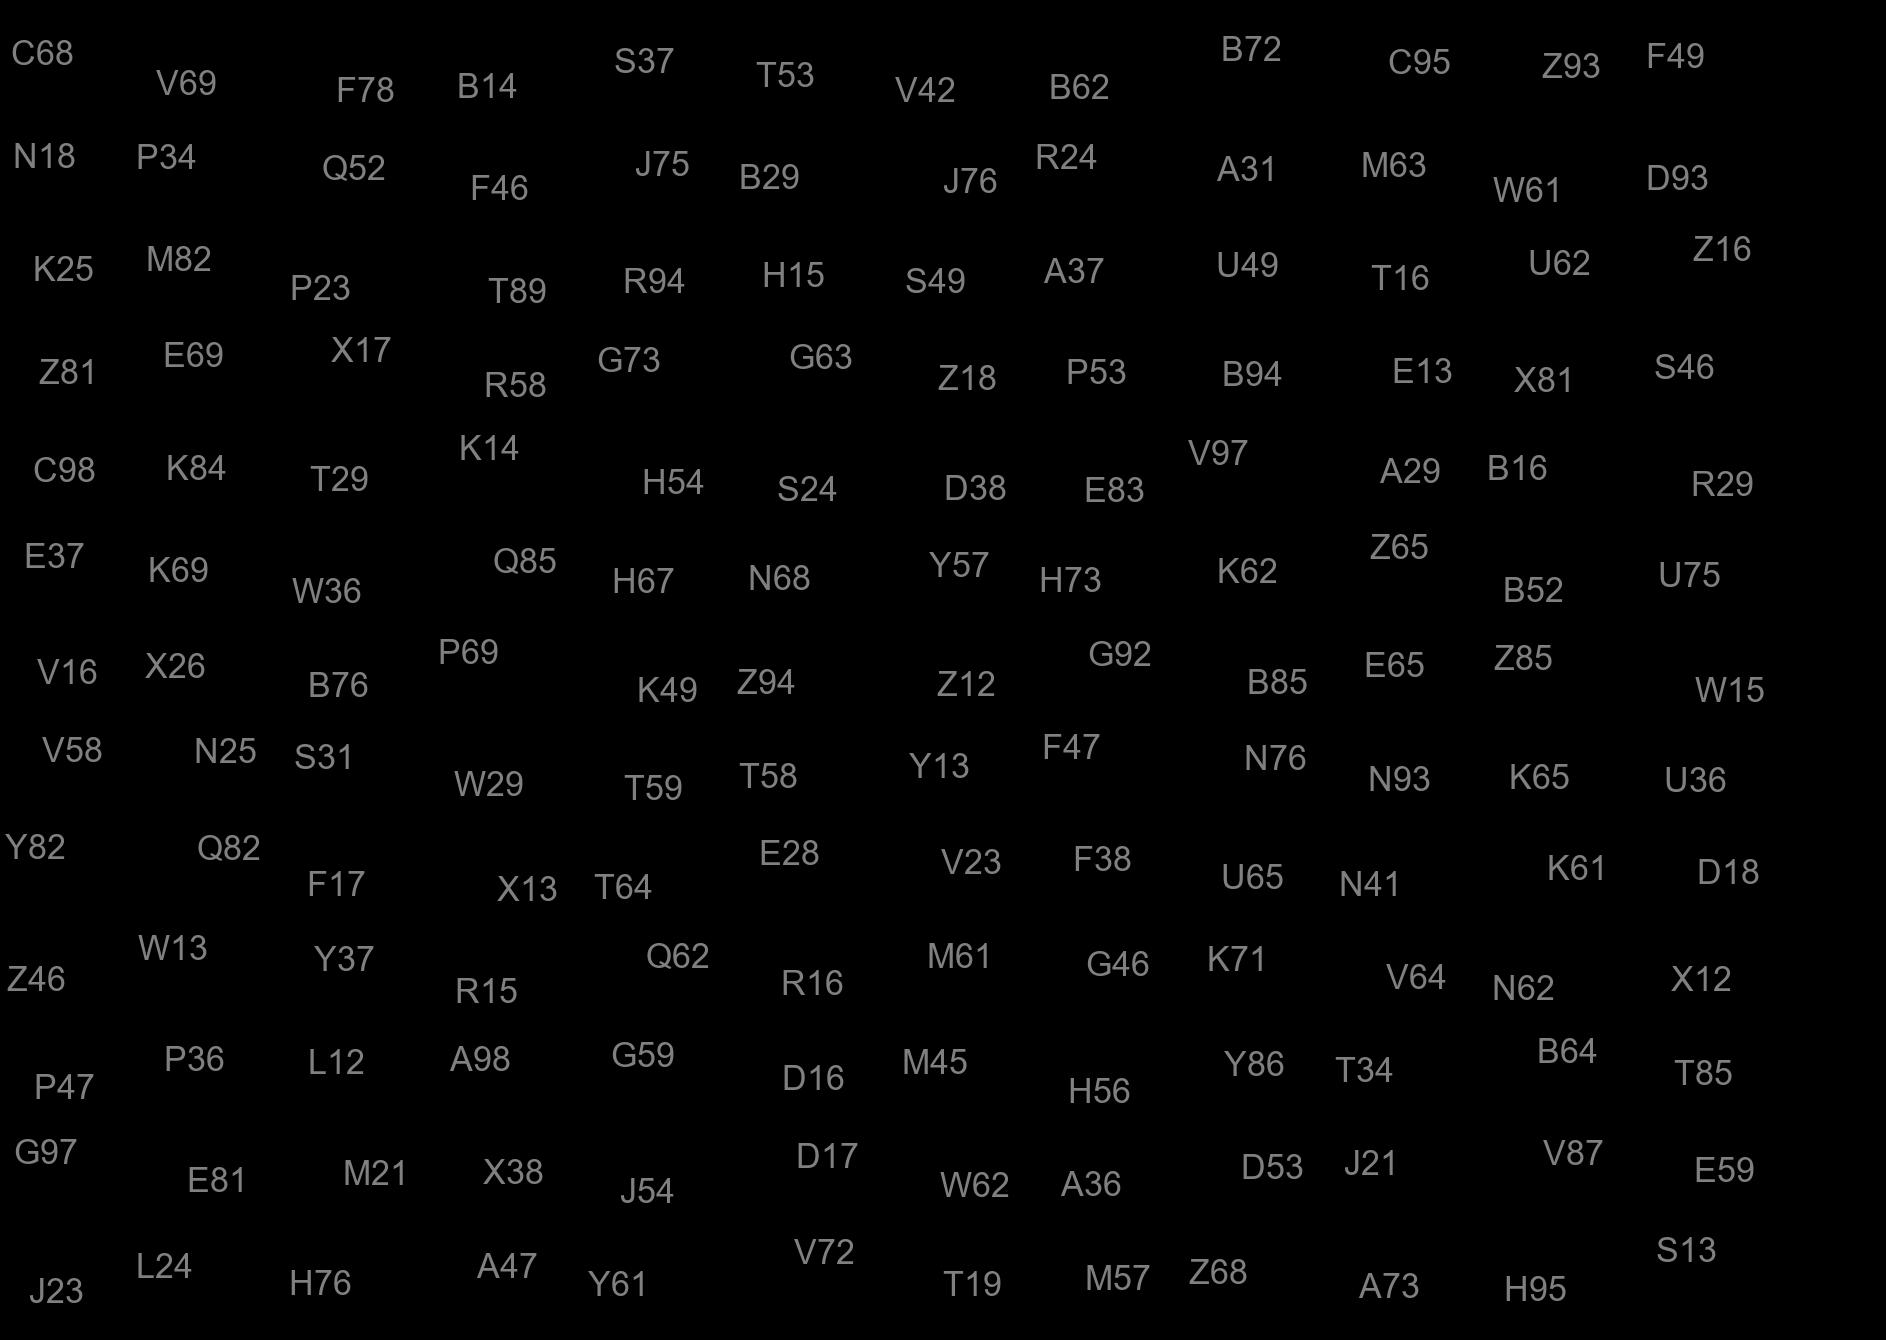 C68 V69 F78 B14 S37 T53 V42 B62 B72 C95 Z93 F49
N18 P34 Q52 F46 J75 B29 J76 R24 A31 M63 W61 D93
K25 M82 P23 T89 R94 H15 S49 A37 U49 T16 U62 Z16
Z81 E69 X17 R58 G73 G63 Z18 P53 B94 E13 X81 S46
C98 K84 T29 K14 H54 S24 D38 E83 V97 A29 B16 R29
E37 K69 W36 Q85 H67 N68 Y57 H73 K62 Z65 B52 U75
V16 X26 B76 P69 K49 Z94 Z12 G92 B85 E65 Z85 W15
V58 N25 S31 W29 T59 T58 Y13 F47 N76 N93 K65 U36
Y82 Q82 F17 X13 T64 E28 V23 F38 U65 N41 K61 D18
Z46 W13 Y37 R15 Q62 R16 M61 G46 K71 V64 N62 X12
P47 P36 L12 A98 G59 D16 M45 H56 Y86 T34 B64 T85
G97 E81 M21 X38 J54 D17 W62 A36 D53 J21 V87 E59
J23 L24 H76 A47 Y61 V72 T19 M57 Z68 A73 H95 S13